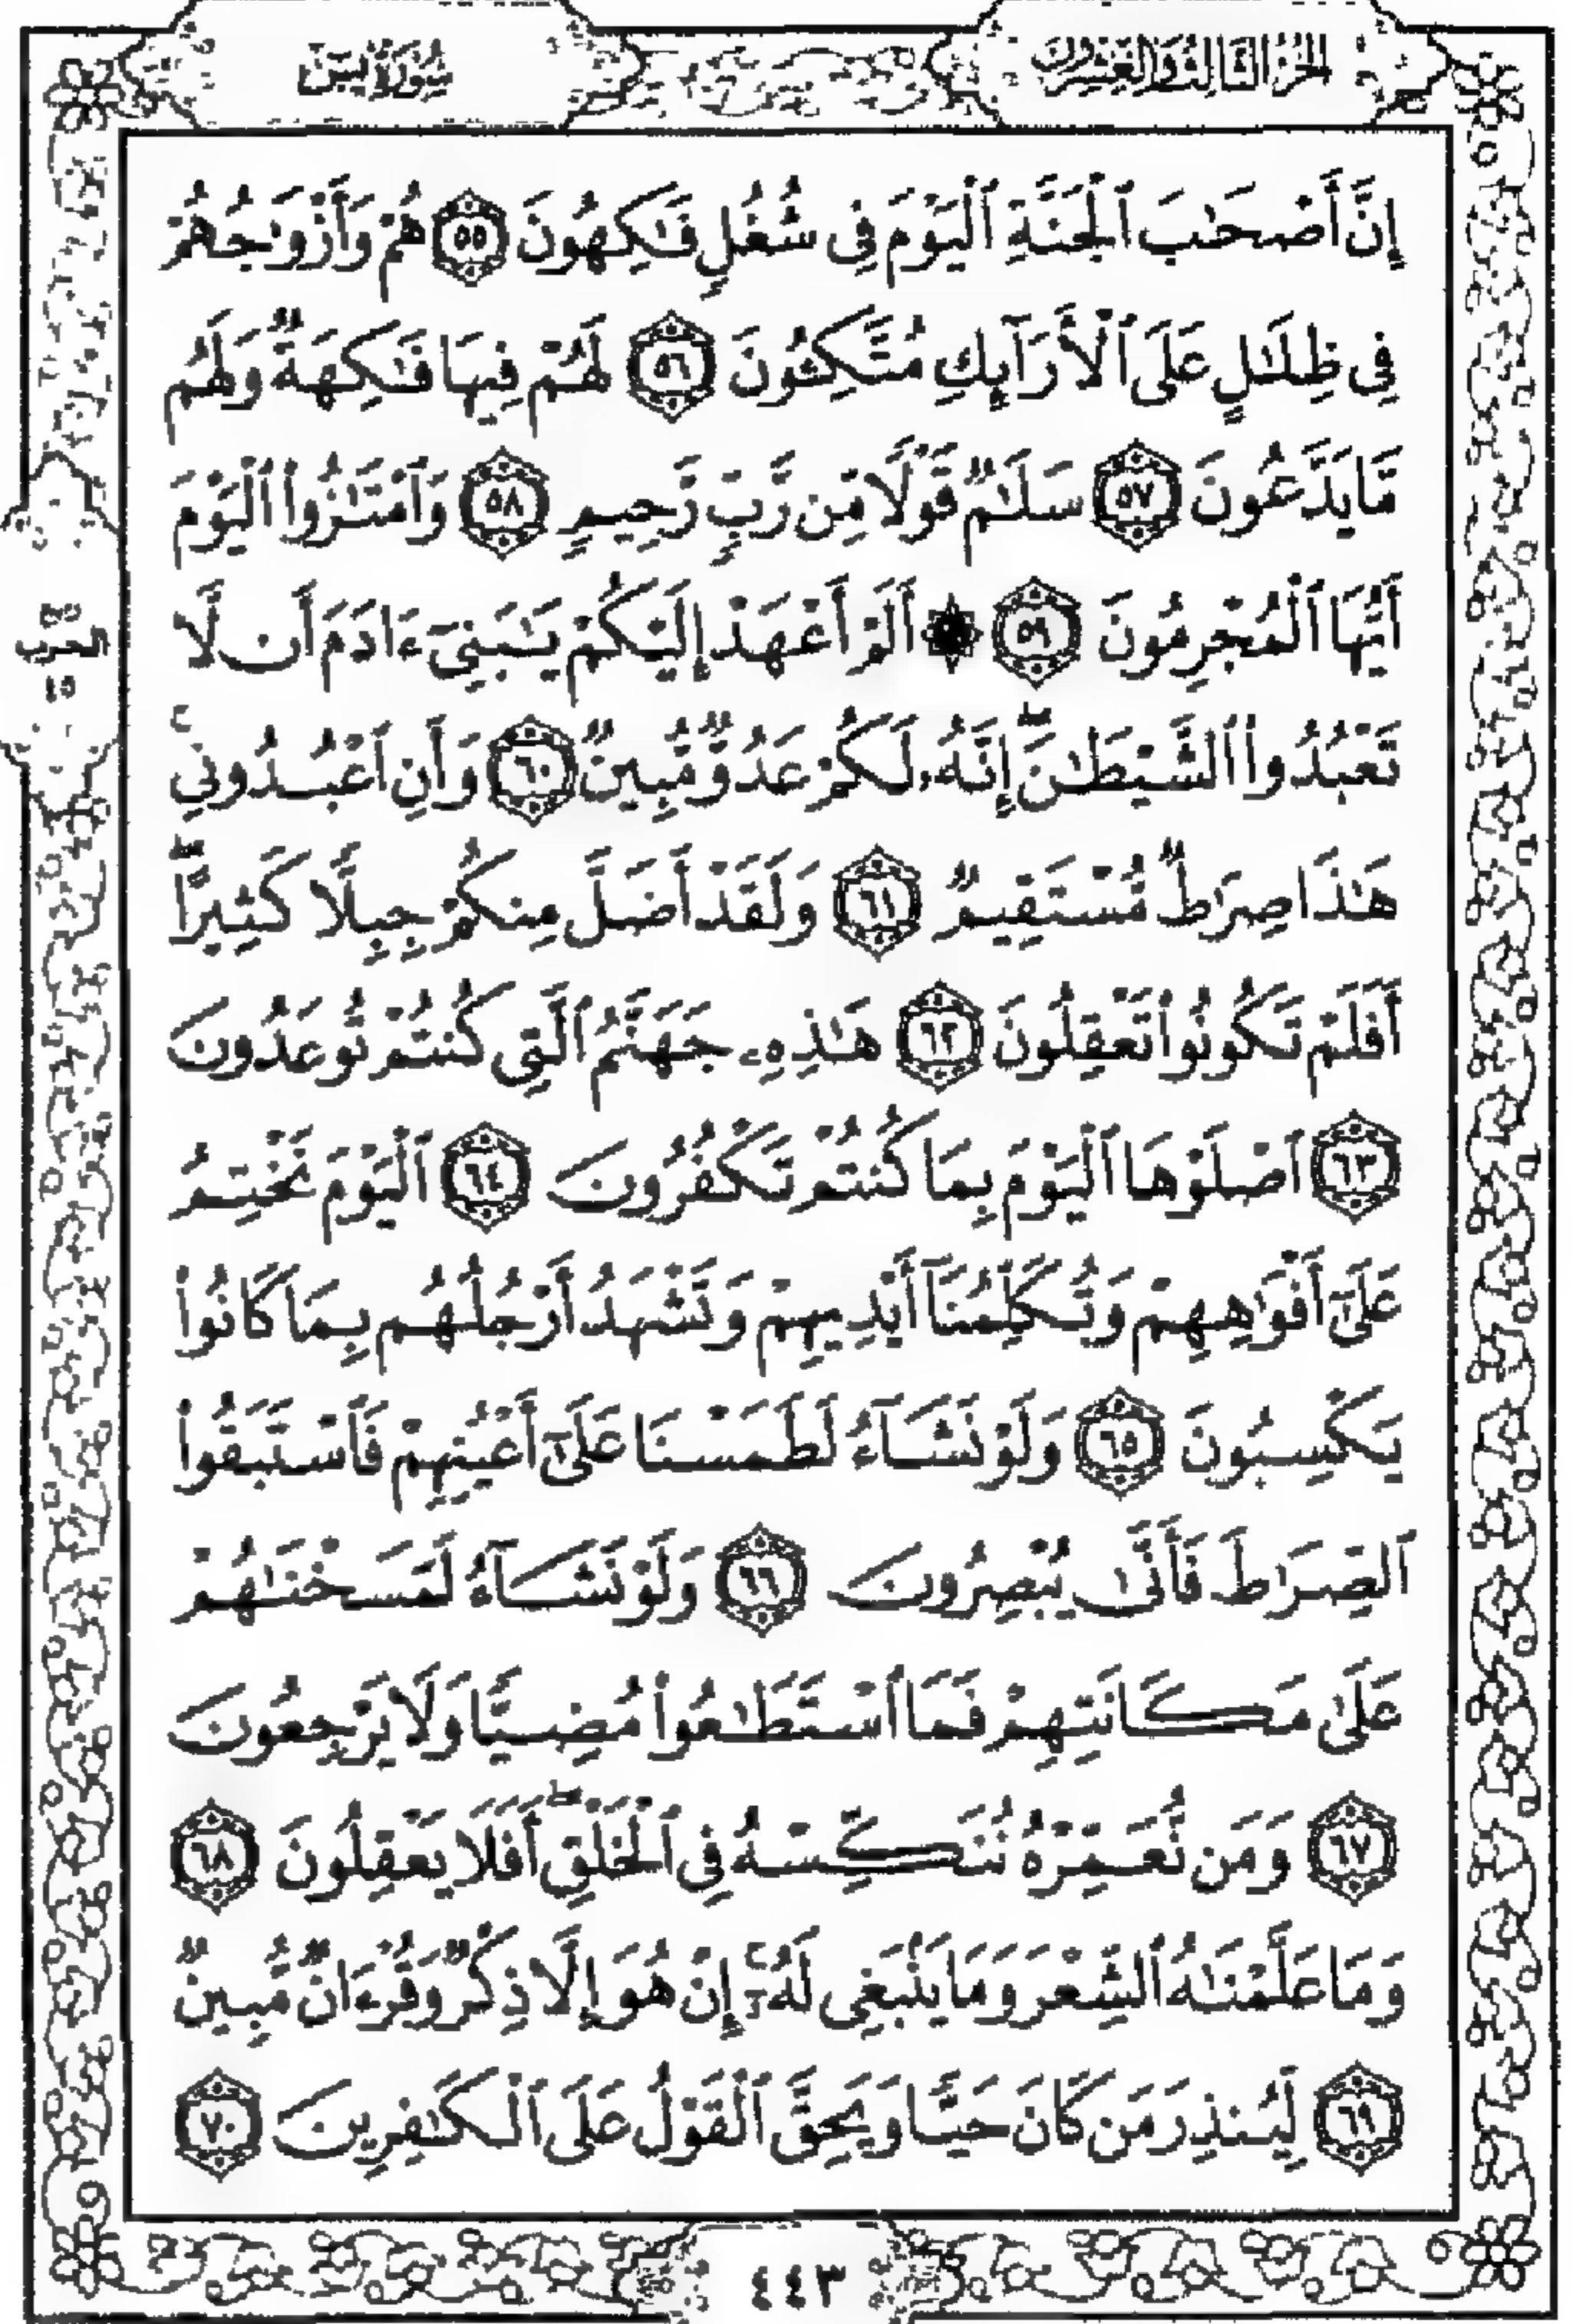 الجزء الثالث والعشرون
سورة يس
إِنَّ أَصْحَٰبَ ٱلْجَنَّةِ ٱلْيَوْمَ فِى شُغُلٍ فَٰكِهُونَ ٥٥ هُمْ وَأَزْوَٰجُهُمْ
فِى ظِلَٰلٍ عَلَى ٱلْأَرَآئِكِ مُتَّكِـُٔونَ ٥٦ لَهُمْ فِيهَا فَٰكِهَةٌ وَلَهُم
مَّا يَدَّعُونَ ٥٧ سَلَٰمٌ قَوْلًا مِّن رَّبٍّ رَّحِيمٍ ٥٨ وَٱمْتَٰزُوا۟ ٱلْيَوْمَ
أَيُّهَا ٱلْمُجْرِمُونَ ٥٩ ۞ أَلَمْ أَعْهَدْ إِلَيْكُمْ يَٰبَنِىٓ ءَادَمَ أَن لَّا
تَعْبُدُوا۟ ٱلشَّيْطَٰنَ ۖ إِنَّهُۥ لَكُمْ عَدُوٌّ مُّبِينٌ ٦٠ وَأَنِ ٱعْبُدُونِى ۚ
هَٰذَا صِرَٰطٌ مُّسْتَقِيمٌ ٦١ وَلَقَدْ أَضَلَّ مِنكُمْ جِبِلًّا كَثِيرًا ۖ
أَفَلَمْ تَكُونُوا۟ تَعْقِلُونَ ٦٢ هَٰذِهِۦ جَهَنَّمُ ٱلَّتِى كُنتُمْ تُوعَدُونَ
٦٣ ٱصْلَوْهَا ٱلْيَوْمَ بِمَا كُنتُمْ تَكْفُرُونَ ٦٤ ٱلْيَوْمَ نَخْتِمُ
عَلَىٰٓ أَفْوَٰهِهِمْ وَتُكَلِّمُنَآ أَيْدِيهِمْ وَتَشْهَدُ أَرْجُلُهُم بِمَا كَانُوا۟
يَكْسِبُونَ ٦٥ وَلَوْ نَشَآءُ لَطَمَسْنَا عَلَىٰٓ أَعْيُنِهِمْ فَٱسْتَبَقُوا۟
ٱلصِّرَٰطَ فَأَنَّىٰ يُبْصِرُونَ ٦٦ وَلَوْ نَشَآءُ لَمَسَخْنَٰهُمْ
عَلَىٰ مَكَانَتِهِمْ فَمَا ٱسْتَطَٰعُوا۟ مُضِيًّا وَلَا يَرْجِعُونَ
٦٧ وَمَن نُّعَمِّرْهُ نُنَكِّسْهُ فِى ٱلْخَلْقِ ۖ أَفَلَا يَعْقِلُونَ ٦٨
وَمَا عَلَّمْنَٰهُ ٱلشِّعْرَ وَمَا يَنۢبَغِى لَهُۥٓ ۚ إِنْ هُوَ إِلَّا ذِكْرٌ وَقُرْءَانٌ مُّبِينٌ
٦٩ لِّيُنذِرَ مَن كَانَ حَيًّا وَيَحِقَّ ٱلْقَوْلُ عَلَى ٱلْكَٰفِرِينَ ٧٠
الحزب
٤٥
٤٤٣